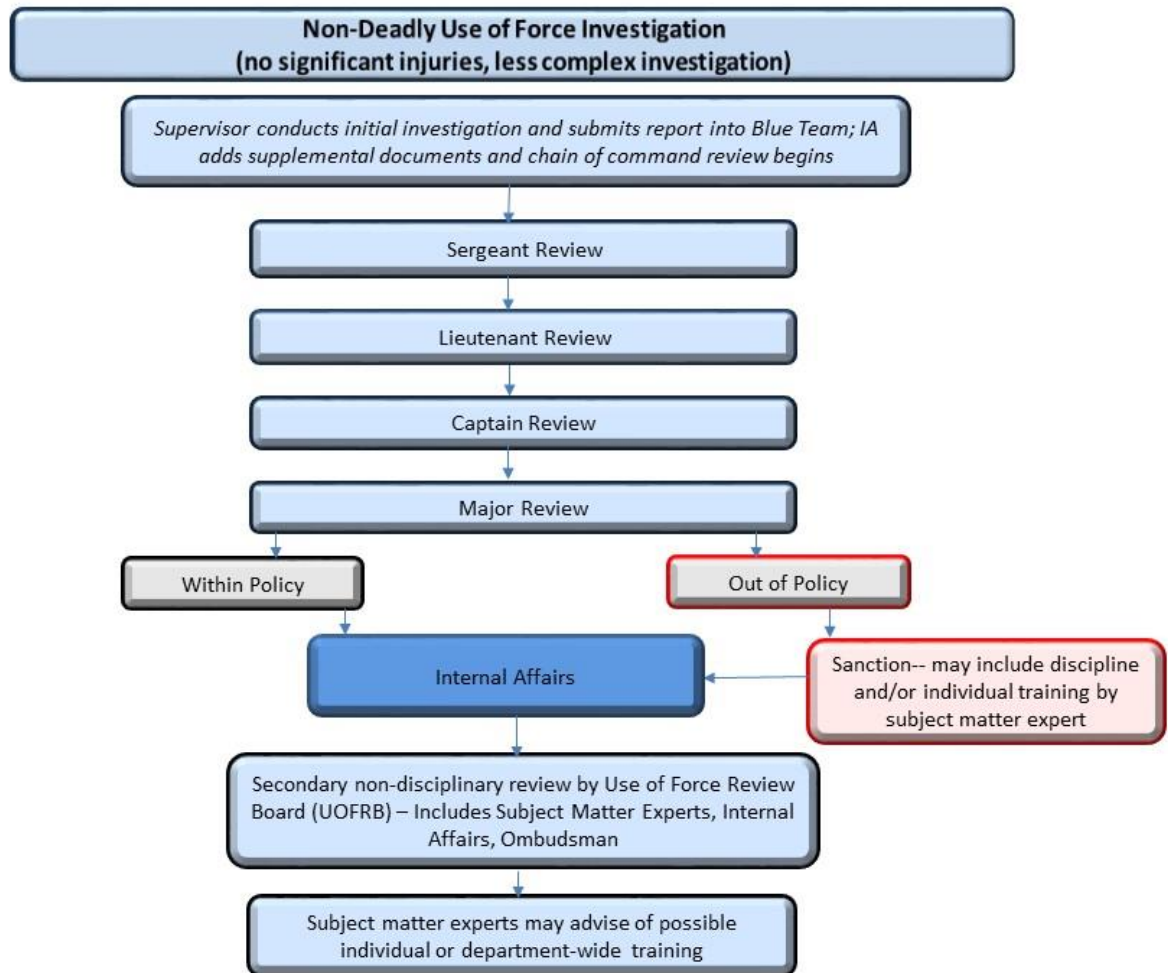 Non-Deadly Use of Force Investigation
(no significant injuries, less complex investigation)
Supervisor conducts initial investigation and submits report into Blue Team; IA
adds supplemental documents and chain of command review begins
Sergeant Review
Lieutenant Review
Captain Review
Major Review
Within Policy
Out of Policy
Internal Affairs
Sanction-- may include discipline
and/or individual training by
subject matter expert
Secondary non-disciplinary review by Use of Force Review
Board (UOFRB) – Includes Subject Matter Experts, Internal
Affairs, Ombudsman
Subject matter experts may advise of possible
individual or department-wide training